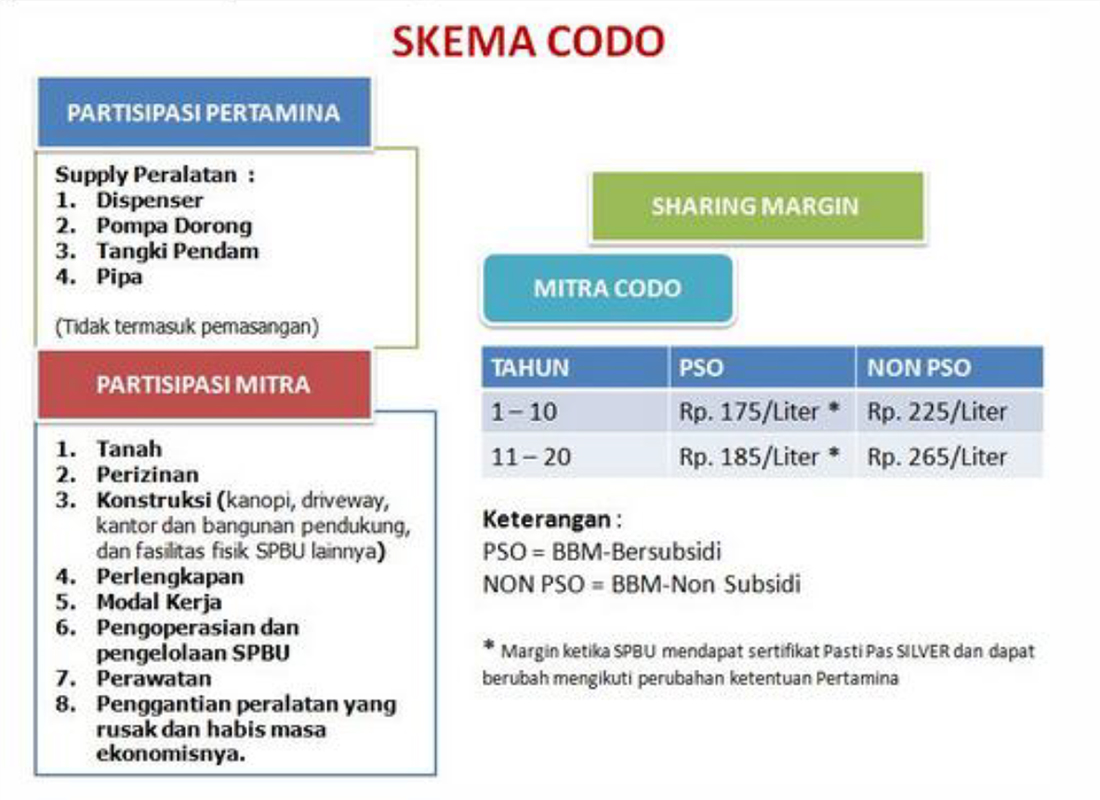 SKEMA CODO
PARTISIPASI PERTAMINA
Supply Peralatan :
1. Dispenser
2. Pompa Dorong
3. Tangki Pendam
4. Pipa
(Tidak termasuk pemasangan)
PARTISIPASI MITRA
1. Tanah
2. Perizinan
3. Konstruksi (kanopi, driveway,
kantor dan bangunan pendukung,
dan fasilitas fisik SPBU lainnya)
4. Perlengkapan
5. Modal Kerja
6. Pengoperasian dan
pengelolaan SPBU
7. Perawatan
8. Penggantian peralatan yang
rusak dan habis masa
ekonomisnya.
SHARING MARGIN
MITRA CODO
TAHUN PSO NON PSO
1 – 10 Rp. 175/Liter * Rp. 225/Liter
11 – 20 Rp. 185/Liter * Rp. 265/Liter
Keterangan :
PSO = BBM-Bersubsidi
NON PSO = BBM-Non Subsidi
* Margin ketika SPBU mendapat sertifikat Pasti Pas SILVER dan dapat
berubah mengikuti perubahan ketentuan Pertamina